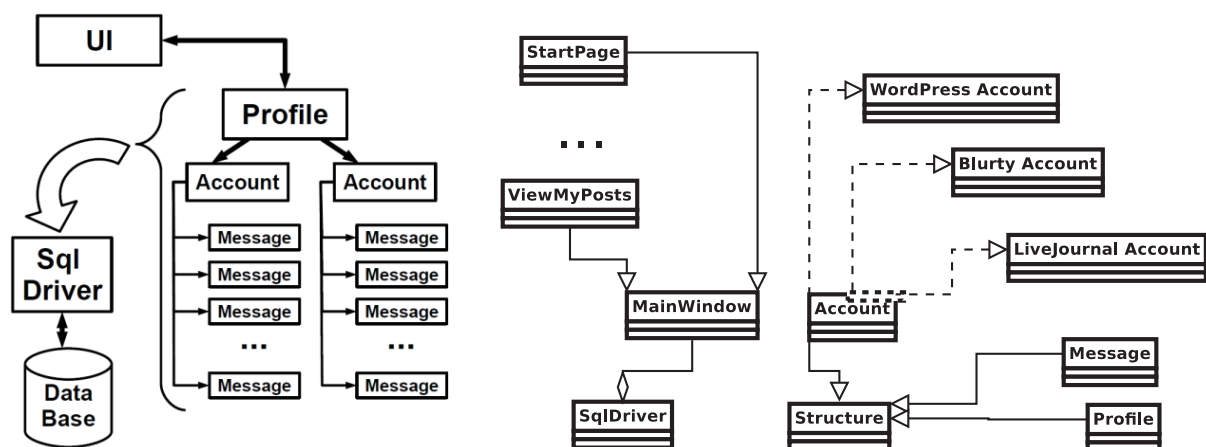 UI
Profile
Account
Account
Message
Message
Message
Message
Message
Message
...
...
Message
Message
Sql
Driver
Data
Base
StartPage
...
ViewMyPosts
MainWindow
SqlDriver
WordPress Account
Blurty Account
LiveJournal Account
Account
Message
Structure
Profile